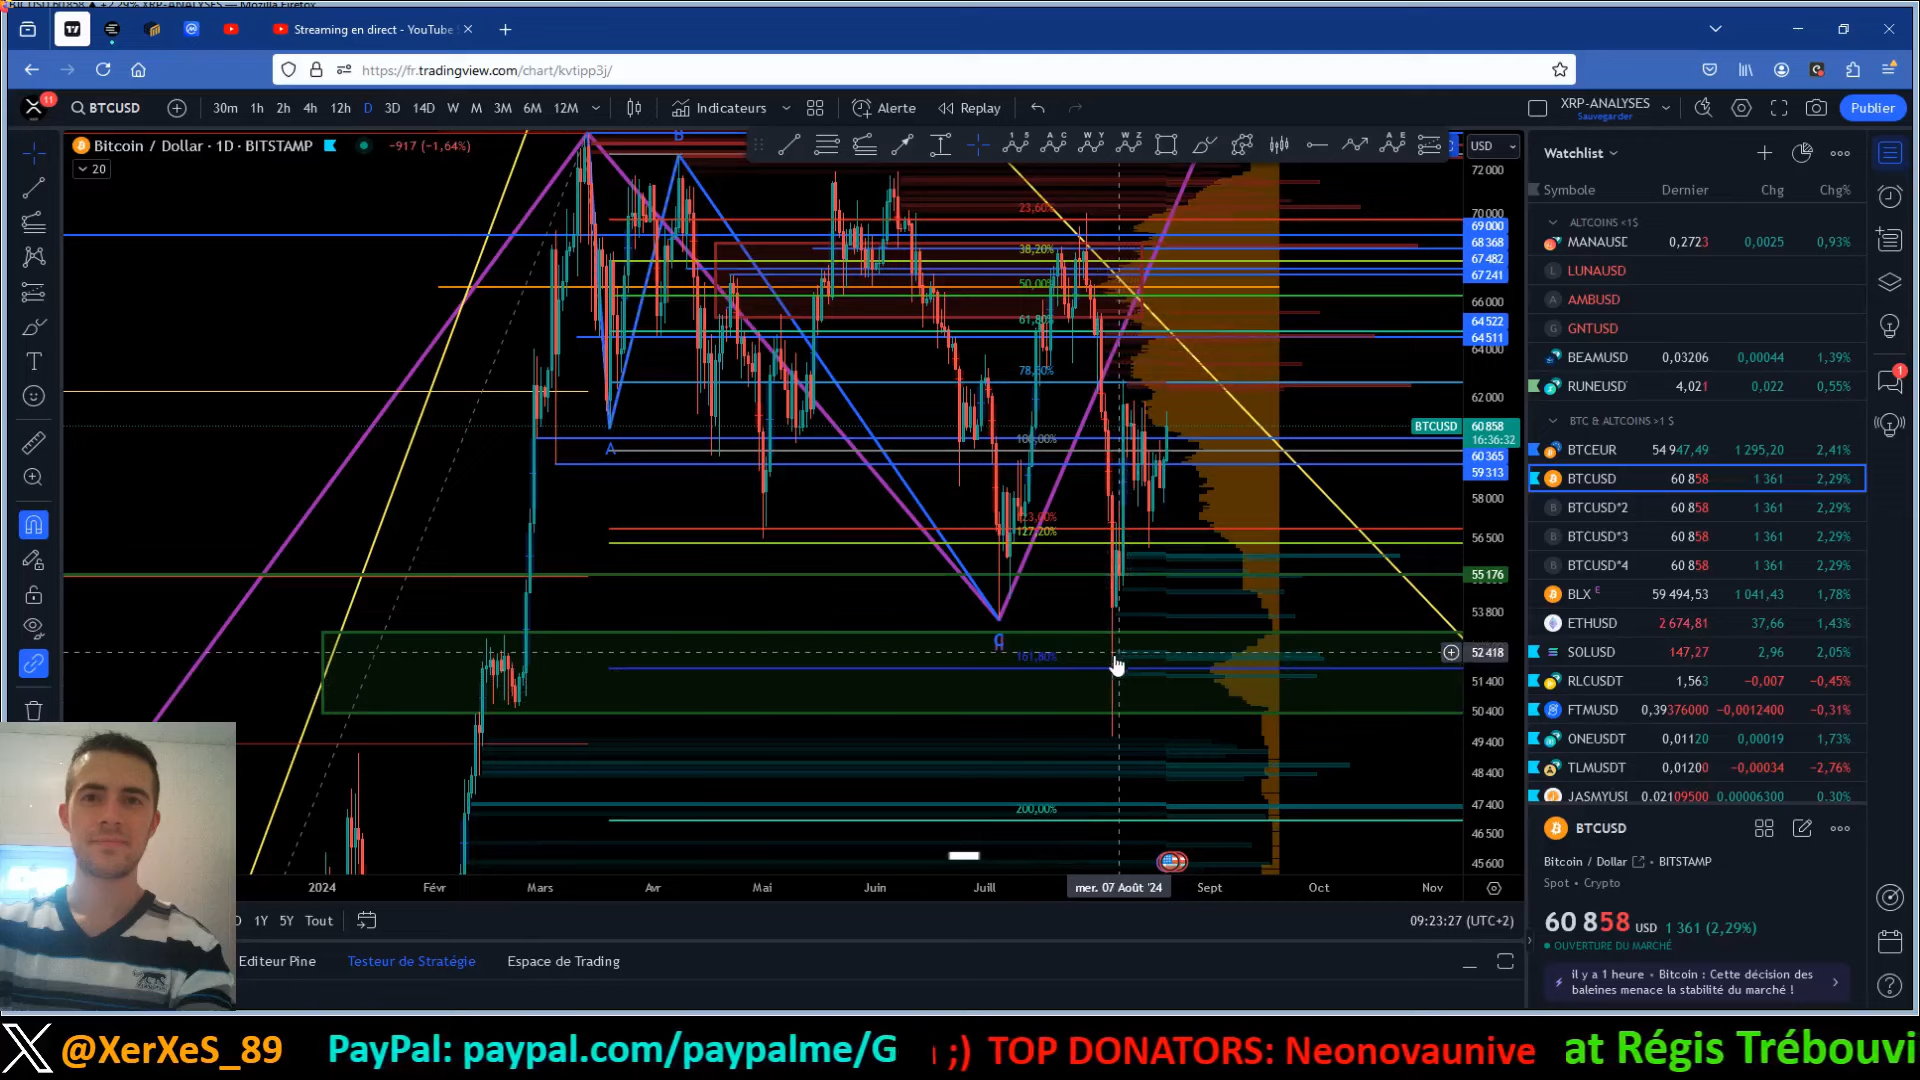 Streaming en direct - YouTube
https://fr.tradingview.com/chart/kvtipp3j/
11
BTCUSD
30m 1h 2h 4h 12h D 3D 14D W M 3M 6M 12M
Indicateurs
Alerte
Replay
XRP-ANALYSES
Sauvegarder
Publier
Bitcoin / Dollar · 1D · BITSTAMP
−917 (−1,64%)
20
USD
B
A
23,60%
38,20%
50,00%
61,80%
78,60%
100,00%
127,20%
161,80%
200,00%
72 000
70 000
69 000
68 368
67 482
67 241
66 000
64 522
64 511
64 000
62 000
BTCUSD 60 858
16:36:32
60 365
59 313
58 000
56 500
55 176
53 800
52 418
51 400
50 400
49 400
48 400
47 400
46 500
45 600
2024 Févr Mars Avr Mai Juin Juill mer. 07 Août '24 Sept Oct Nov
1Y 5Y Tout
09:23:27 (UTC+2)
Editeur Pine Testeur de Stratégie Espace de Trading
Watchlist
Symbole Dernier Chg Chg%
ALTCOINS <1$
MANAUSD 0,2723 0,0025 0,93%
LUNAUSD
AMBUSD
GNTUSD
BEAMUSD 0,03206 0,00044 1,39%
RUNEUSD 4,021 0,022 0,55%
BTC & ALTCOINS >1 $
BTCEUR 54 947,49 1 295,20 2,41%
BTCUSD 60 858 1 361 2,29%
BTCUSD*2 60 858 1 361 2,29%
BTCUSD*3 60 858 1 361 2,29%
BTCUSD*4 60 858 1 361 2,29%
BLX E 59 494,53 1 041,43 1,78%
ETHUSD 2 674,81 37,66 1,43%
SOLUSD 147,27 2,96 2,05%
RLCUSDT 1,563 −0,007 −0,45%
FTMUSD 0,39376000 −0,0012400 −0,31%
ONEUSDT 0,01120 0,00019 1,73%
TLMUSDT 0,01200 −0,00034 −2,76%
JASMYUSI 0.02109500 0.00006300 0.30%
1
BTCUSD
Bitcoin / Dollar • BITSTAMP
Spot • Crypto
60 858 USD 1 361 (2,29%)
OUVERTURE DU MARCHÉ
il y a 1 heure • Bitcoin : Cette décision des
baleines menace la stabilité du marché !
@XerXeS_89 PayPal: paypal.com/paypalme/G ;) TOP DONATORS: Neonovaunive at Régis Trébouvi